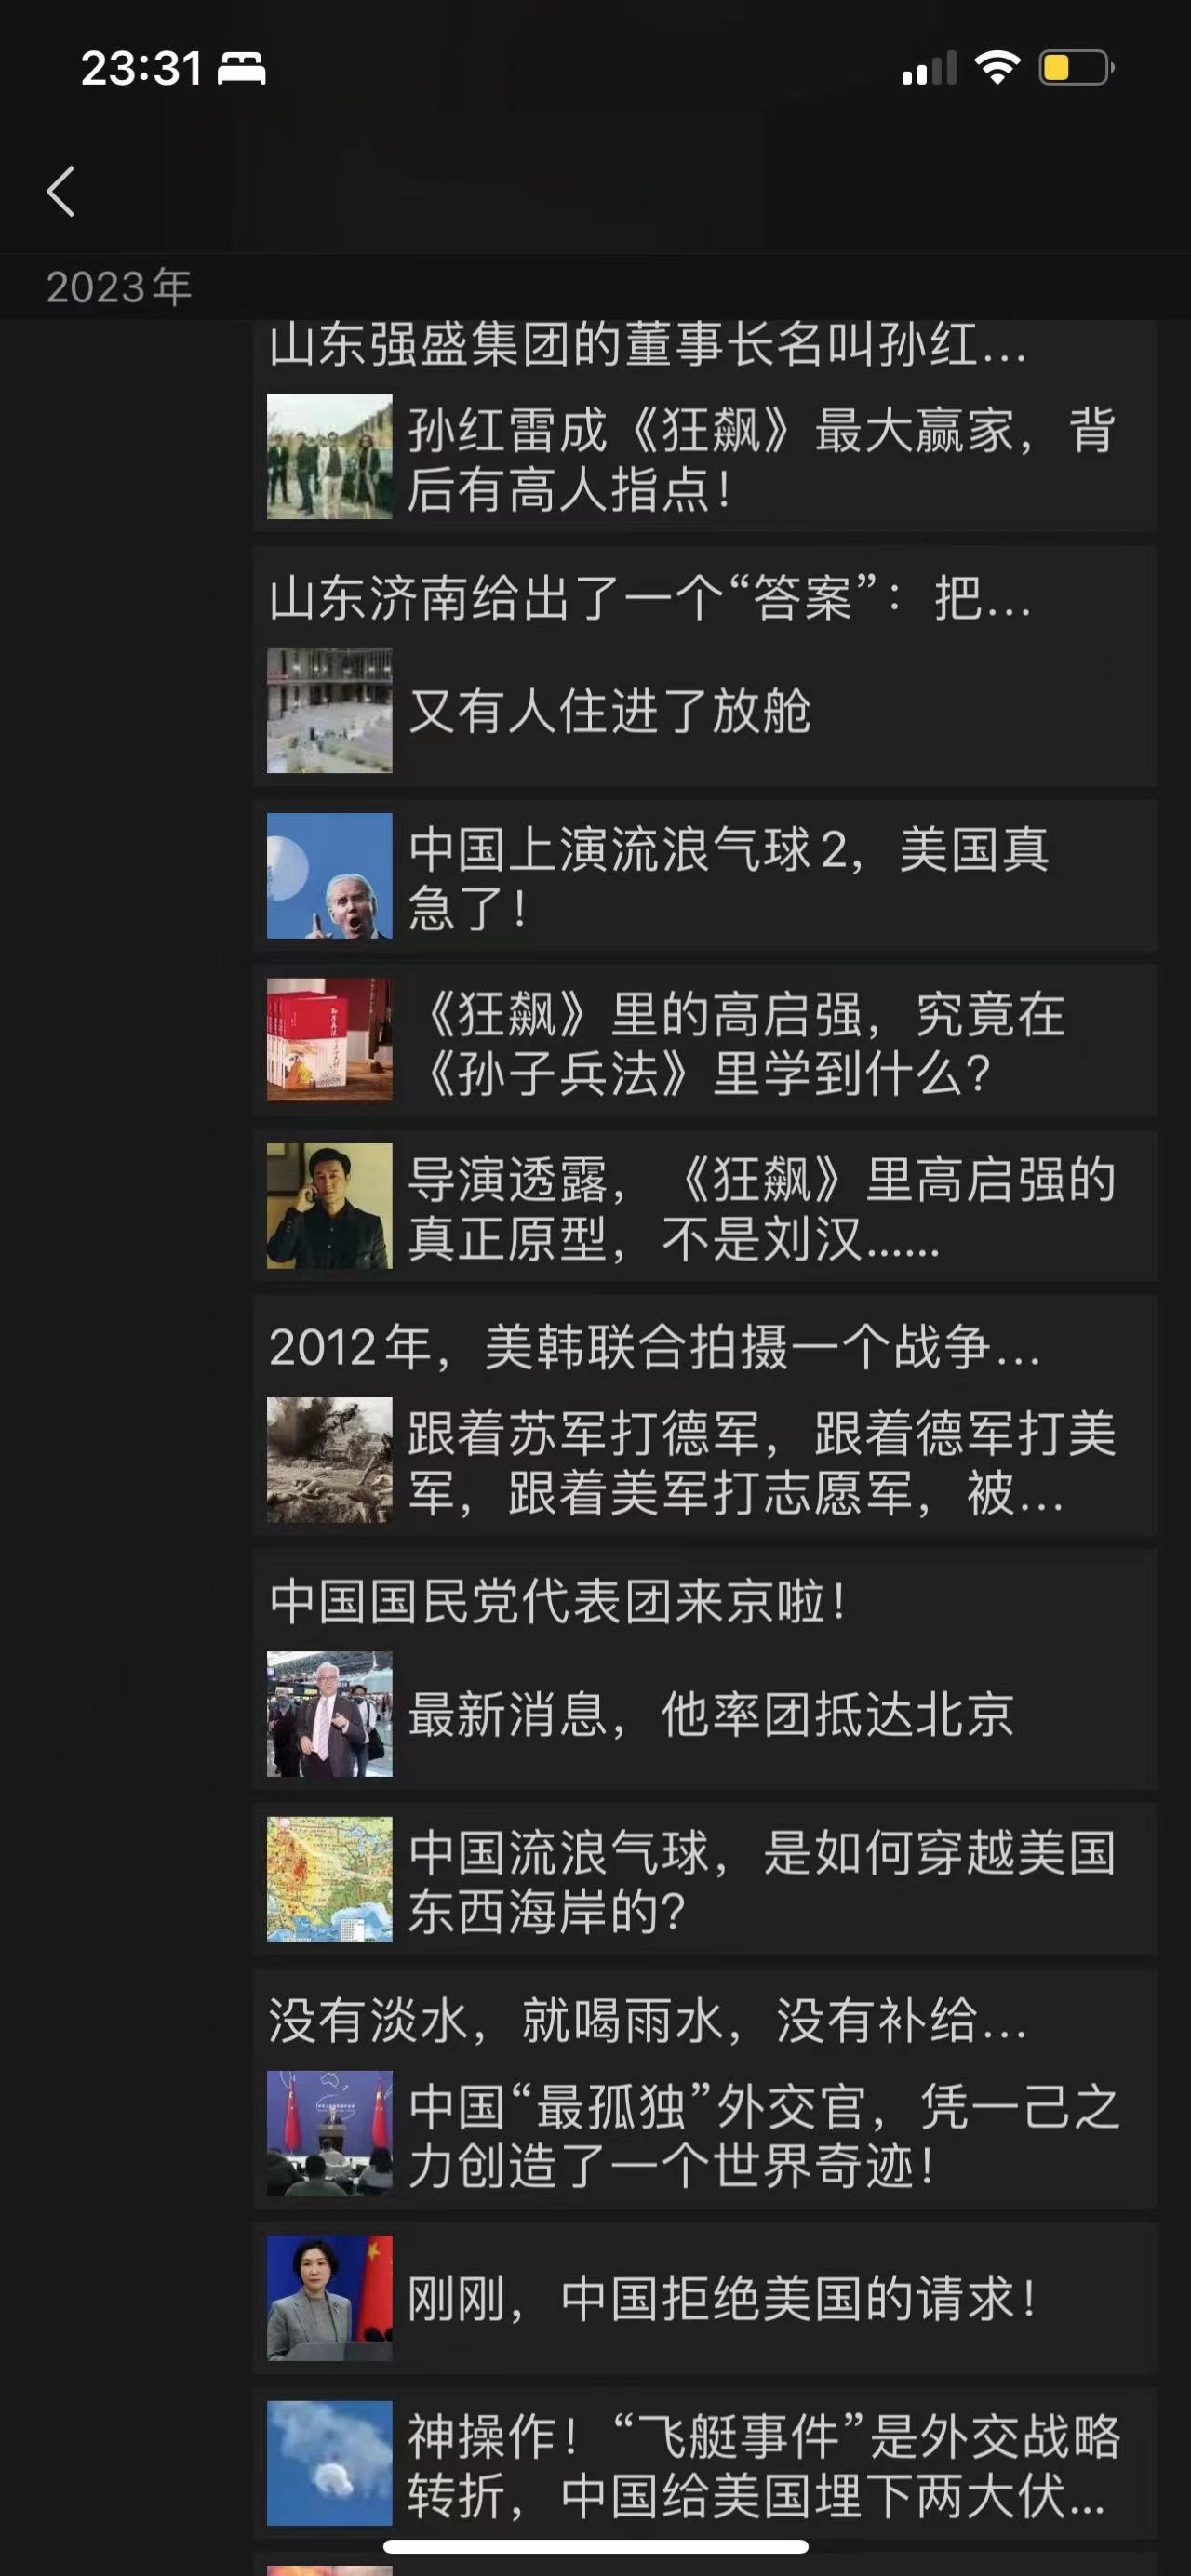 23:31
2023年
山东强盛集团的董事长名叫孙红...
孙红雷成《狂飙》最大赢家，背
后有高人指点！
山东济南给出了一个“答案”：把...
又有人住进了放舱
中国上演流浪气球2，美国真
急了！
《狂飙》里的高启强，究竟在
《孙子兵法》里学到什么？
导演透露，《狂飙》里高启强的
真正原型，不是刘汉......
2012年，美韩联合拍摄一个战争...
跟着苏军打德军，跟着德军打美
军，跟着美军打志愿军，被...
中国国民党代表团来京啦！
最新消息，他率团抵达北京
中国流浪气球，是如何穿越美国
东西海岸的？
没有淡水，就喝雨水，没有补给...
中国“最孤独”外交官，凭一己之
力创造了一个世界奇迹！
刚刚，中国拒绝美国的请求！
神操作！“飞艇事件”是外交战略
转折，中国给美国埋下两大伏...